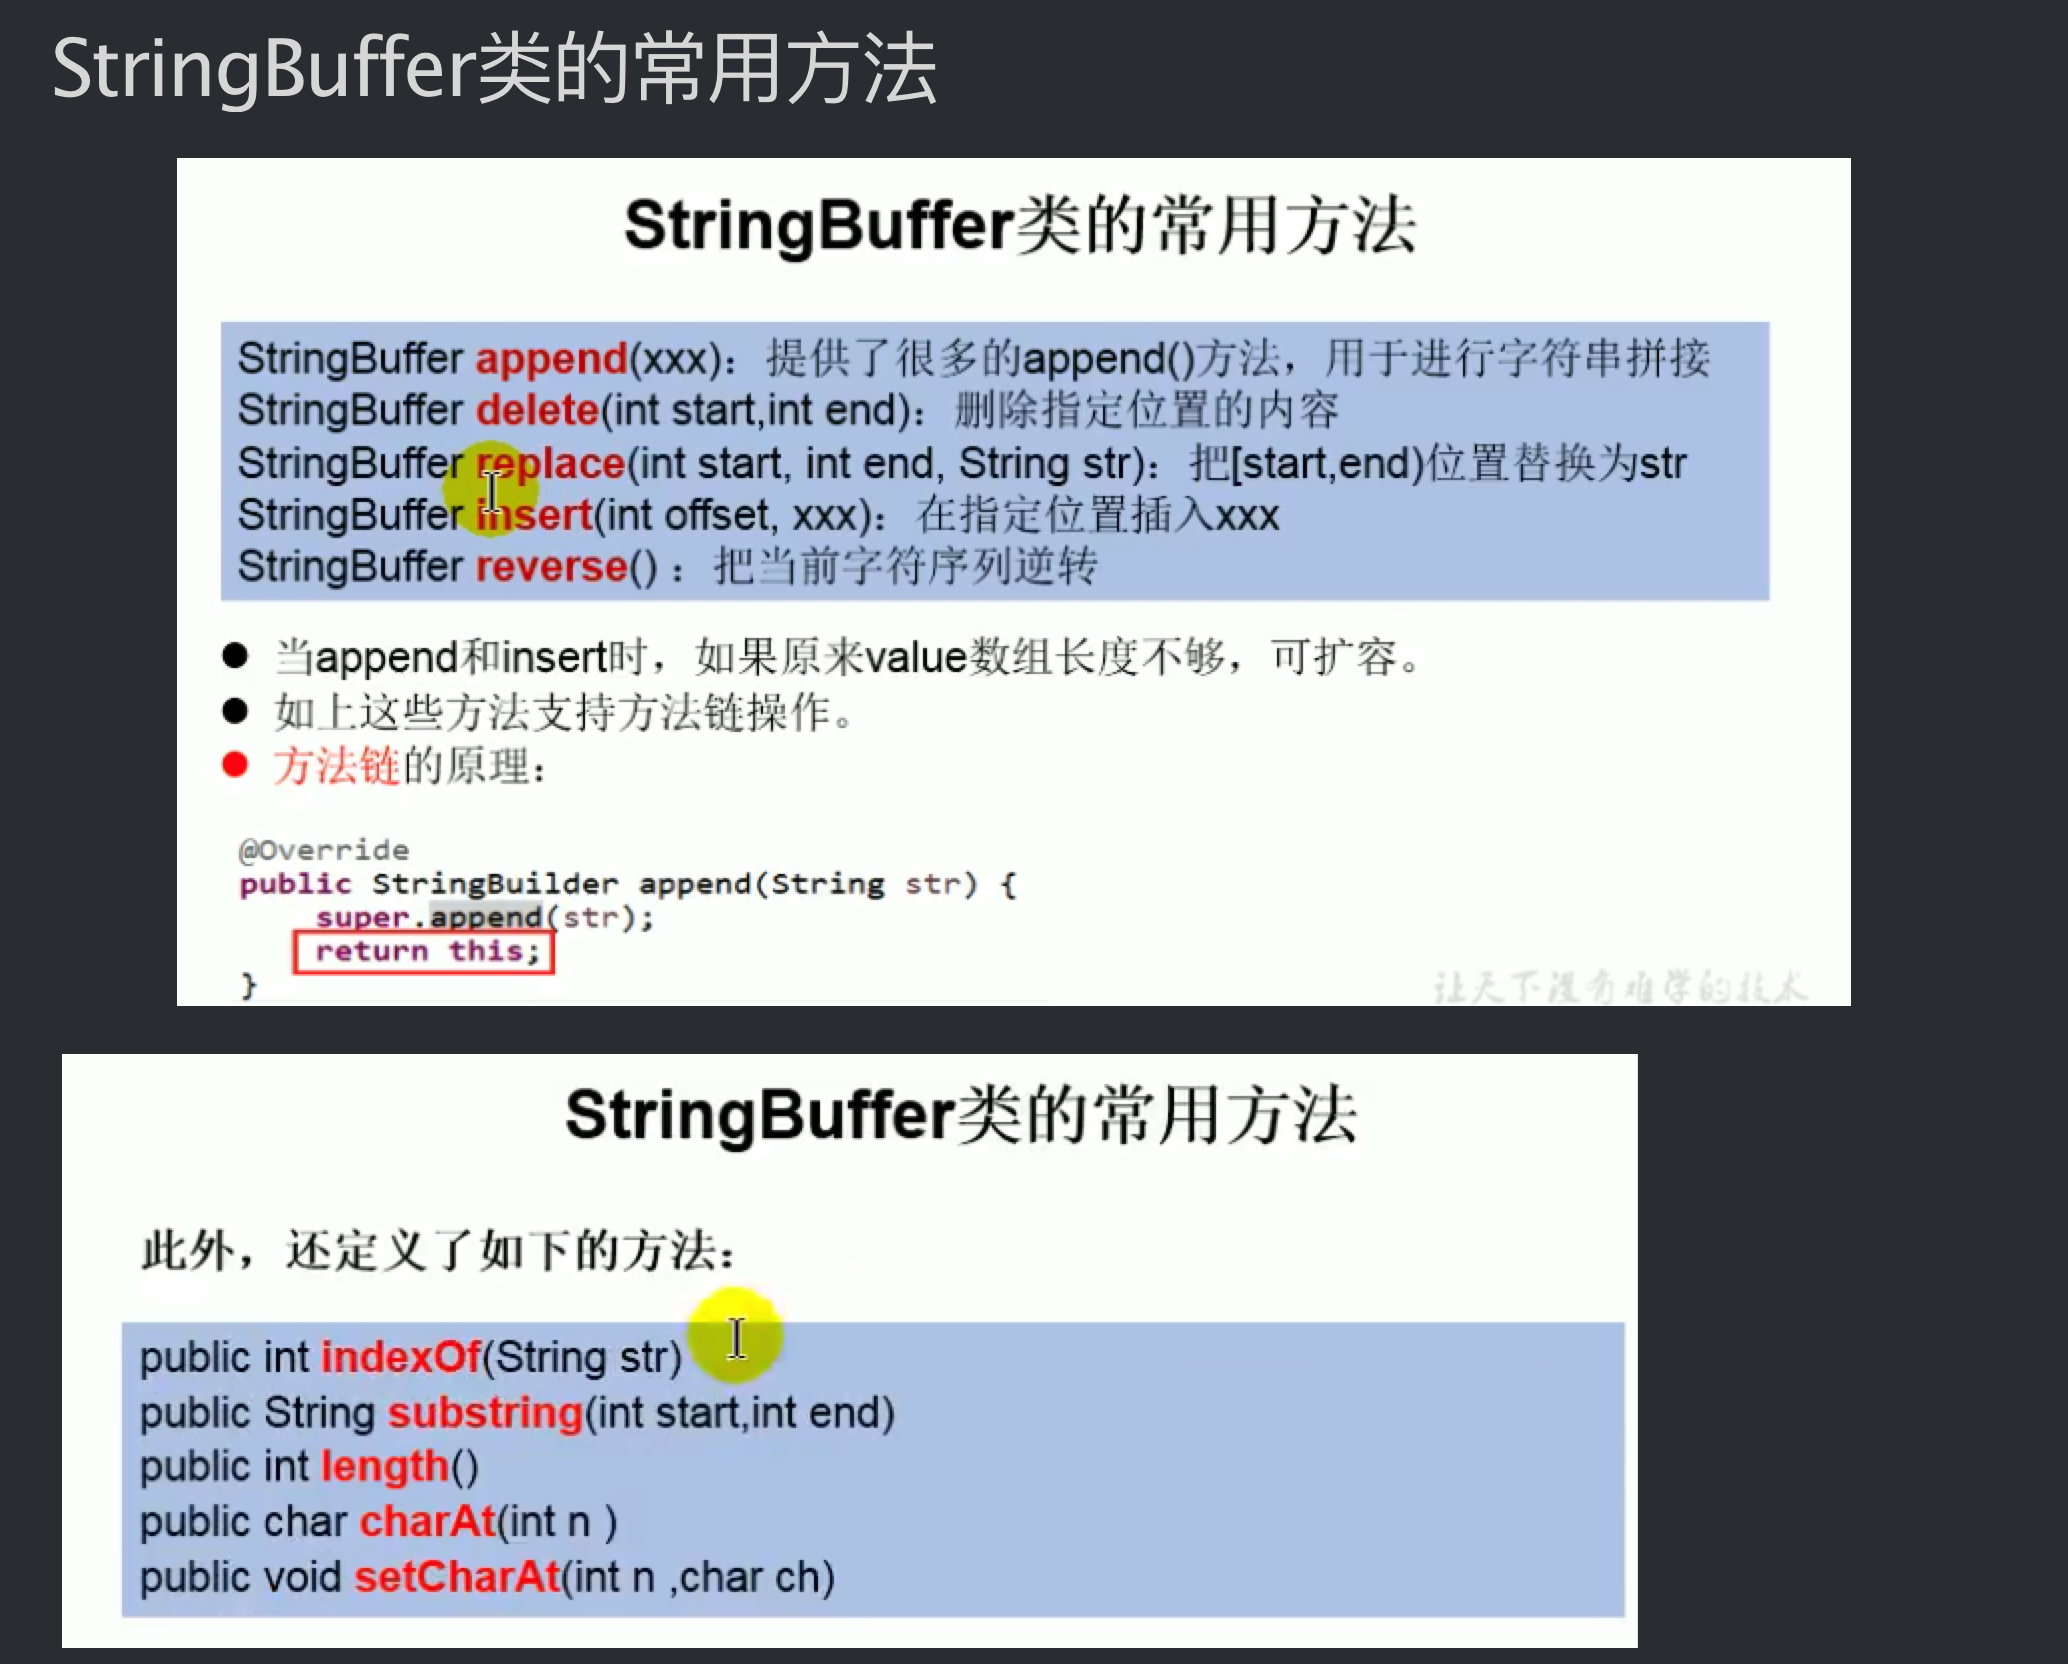 StringBuffer类的常用方法
StringBuffer类的常用方法
StringBuffer append(xxx)：提供了很多的append()方法，用于进行字符串拼接
StringBuffer delete(int start,int end)：删除指定位置的内容
StringBuffer replace(int start, int end, String str)：把[start,end)位置替换为str
StringBuffer insert(int offset, xxx)：在指定位置插入xxx
StringBuffer reverse() ：把当前字符序列逆转
● 当append和insert时，如果原来value数组长度不够，可扩容。
● 如上这些方法支持方法链操作。
● 方法链的原理：
@Override
public StringBuilder append(String str) {
    super.append(str);
    return this;
}
让天下没有难学的技术
StringBuffer类的常用方法
此外，还定义了如下的方法：
public int indexOf(String str)
public String substring(int start,int end)
public int length()
public char charAt(int n )
public void setCharAt(int n ,char ch)